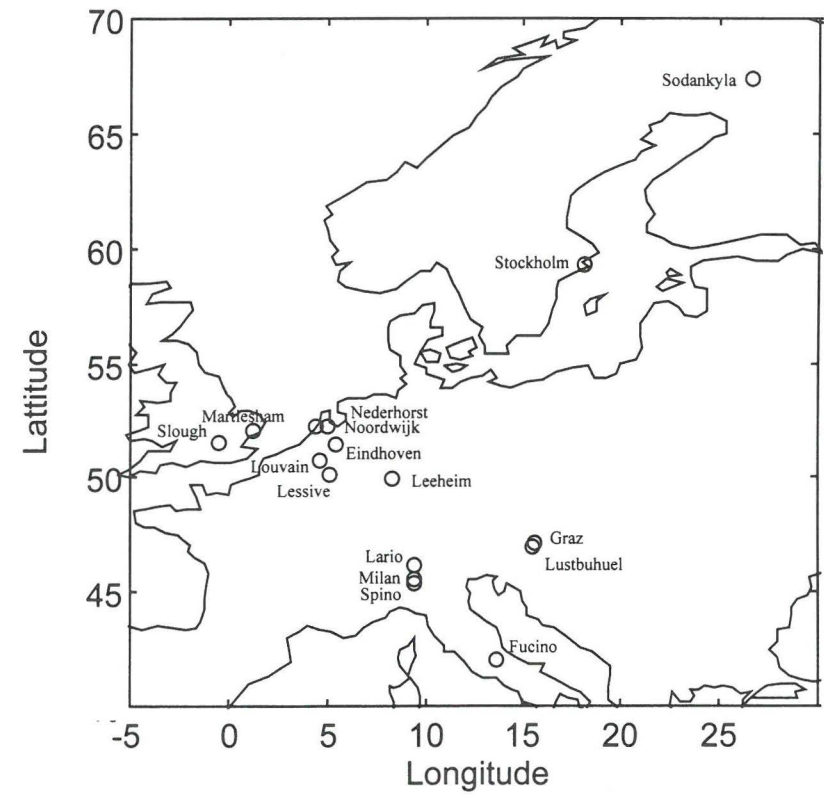 70
Sodankyla
65
60
Stockholm
55
Nederhorst
Martlesham
Noordwijk
Slough
Eindhoven
Louvain
50
Leeheim
Lessive
Graz
Lario
Lustbuhuel
Milan
45
Spino
Fucino
-5
0
5
10
15
20
25
Longitude
Lattitude